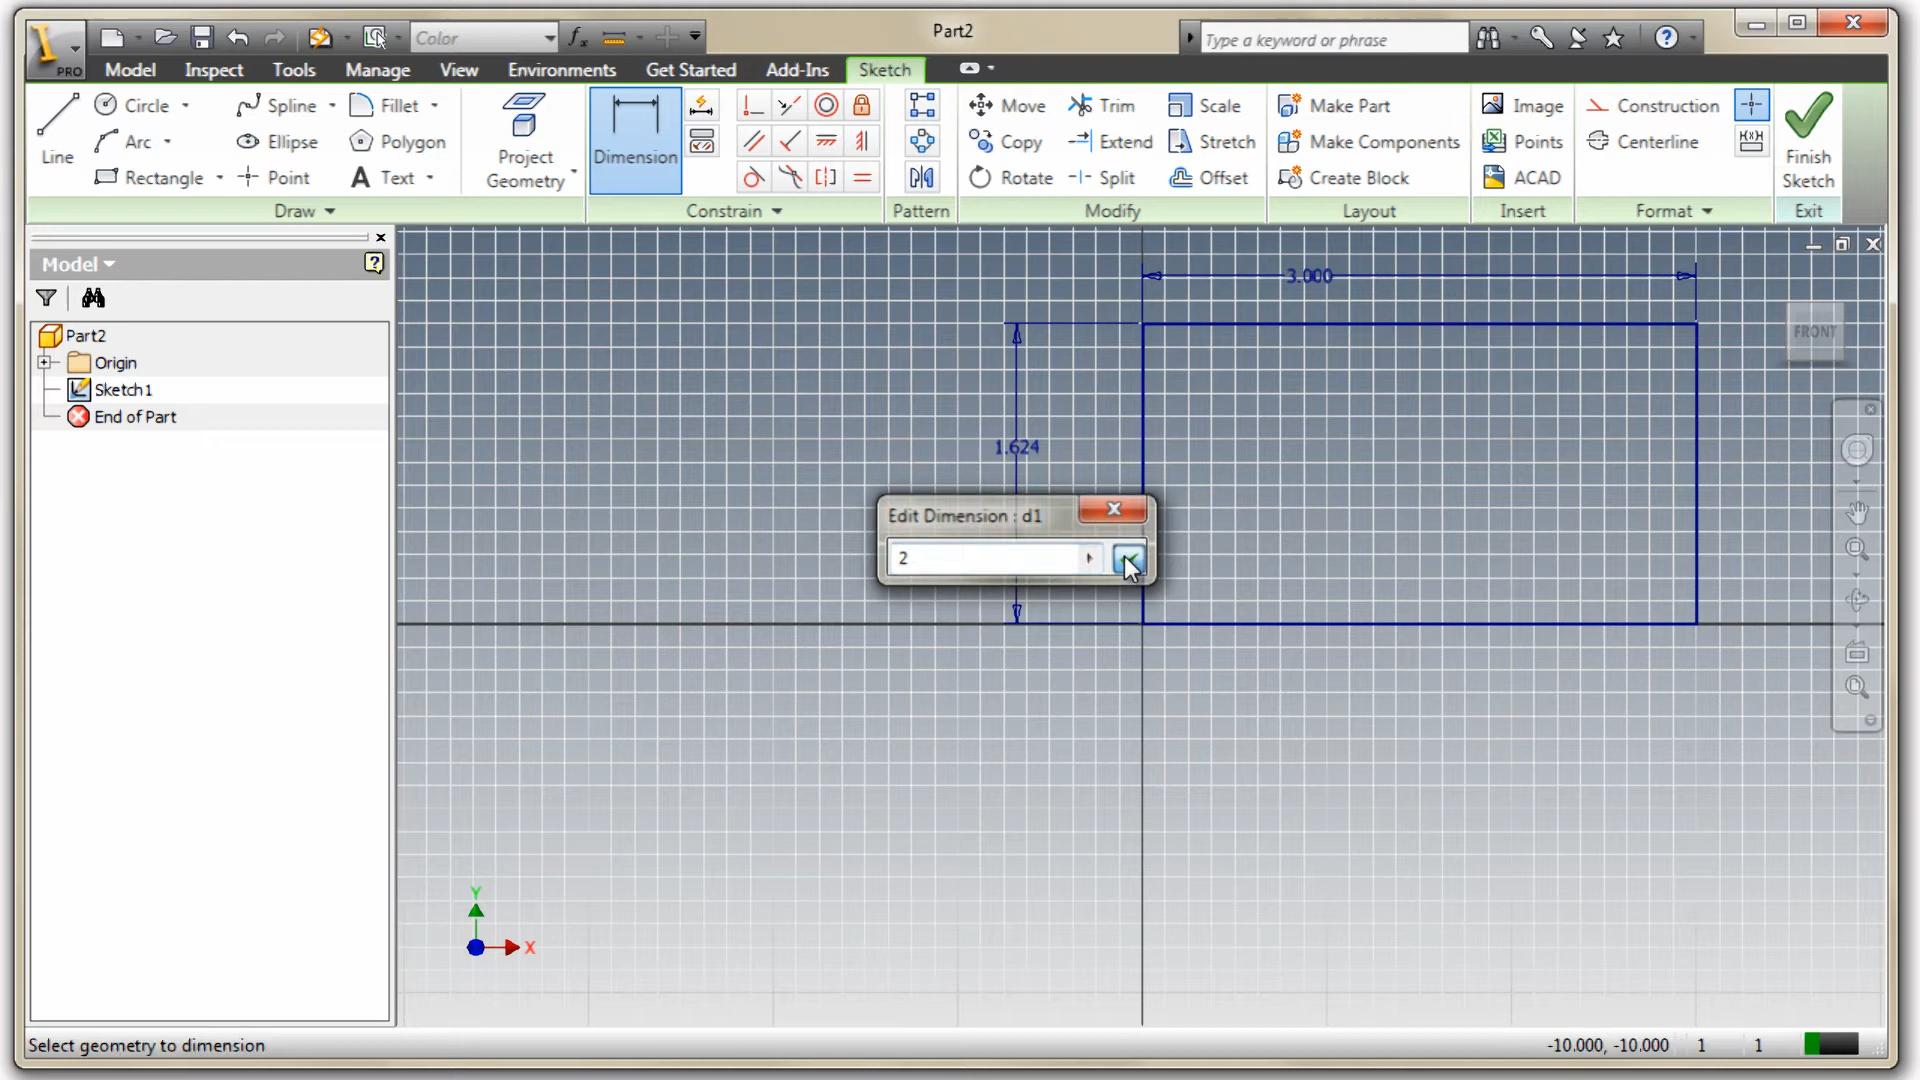 Part2
Color
Type a keyword or phrase
PRO
Model Inspect Tools Manage View Environments Get Started Add-Ins Sketch
Circle Spline Fillet Move Trim Scale Make Part Image Construction
Line Arc Ellipse Polygon Project Geometry Dimension Copy Extend Stretch Make Components Points Centerline Finish Sketch
Rectangle Point Text Rotate Split Offset Create Block ACAD
Draw Constrain Pattern Modify Layout Insert Format Exit
Model
Part2
Origin
Sketch1
End of Part
3.000
FRONT
1.624
Edit Dimension : d1
2
Y
X
Select geometry to dimension
-10.000, -10.000 1 1